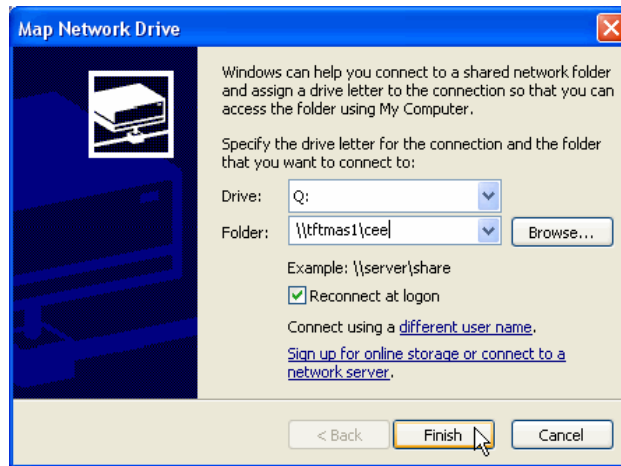 Map Network Drive
Windows can help you connect to a shared network folder
and assign a drive letter to the connection so that you can
access the folder using My Computer.
Specify the drive letter for the connection and the folder
that you want to connect to:
Drive: Q:
Folder: \\tftmas1\cee Browse...
Example: \\server\share
Reconnect at logon
Connect using a different user name.
Sign up for online storage or connect to a
network server.
< Back Finish Cancel